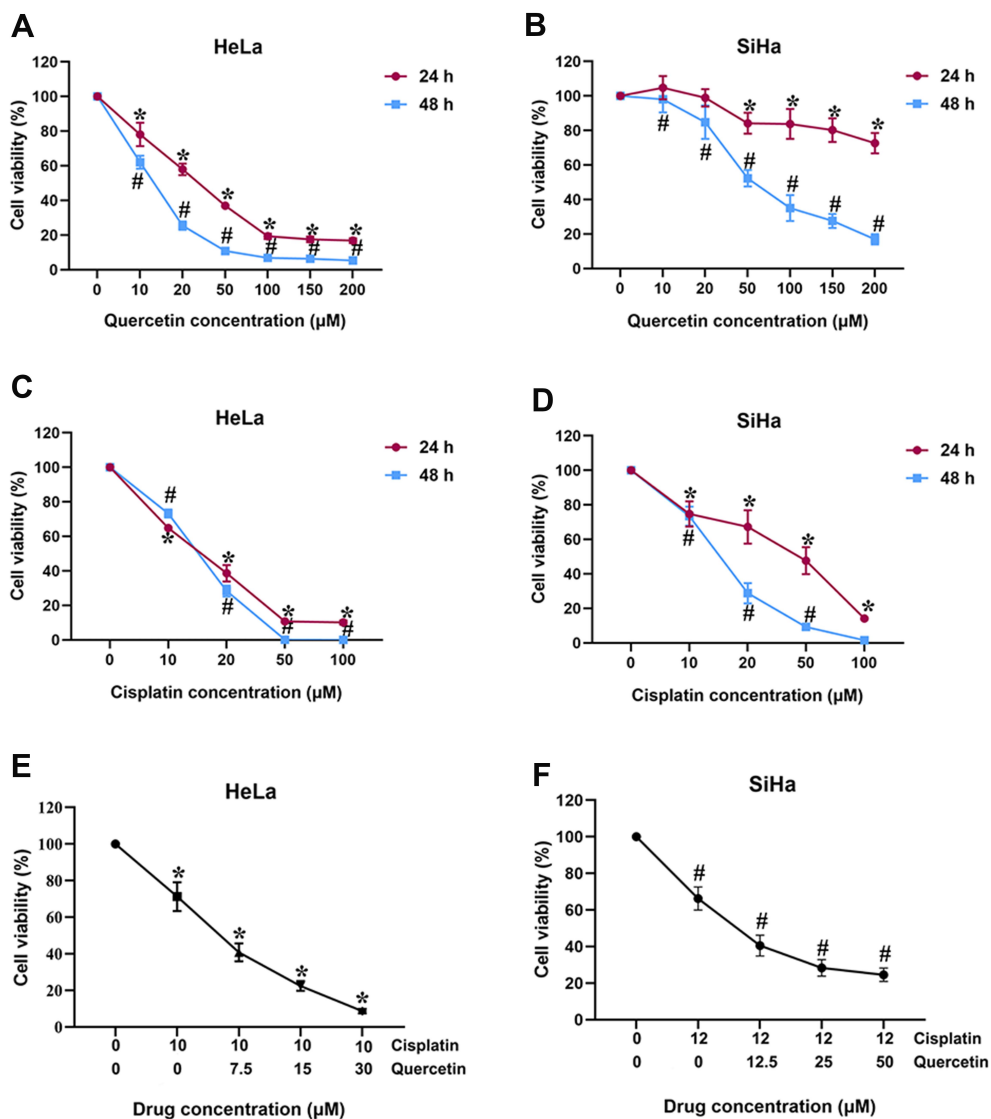 A
HeLa
120
100
80
60
40
20
0
Cell viability (%)
24 h
48 h
*
*
*
*
*
*
#
#
#
#
#
#
0 10 20 50 100 150 200
Quercetin concentration (µM)
B
SiHa
120
100
80
60
40
20
0
Cell viability (%)
24 h
48 h
*
*
*
*
#
#
#
#
#
#
0 10 20 50 100 150 200
Quercetin concentration (µM)
C
HeLa
120
100
80
60
40
20
0
Cell viability (%)
24 h
48 h
#
*
*
#
*
#
*
#
0 10 20 50 100
Cisplatin concentration (µM)
D
SiHa
120
100
80
60
40
20
0
Cell viability (%)
24 h
48 h
*
*
*
*
#
#
#
0 10 20 50 100
Cisplatin concentration (µM)
E
HeLa
120
100
80
60
40
20
0
Cell viability (%)
*
*
*
*
0 10 10 10 10 Cisplatin
0 0 7.5 15 30 Quercetin
Drug concentration (µM)
F
SiHa
120
100
80
60
40
20
0
Cell viability (%)
#
#
#
#
0 12 12 12 12 Cisplatin
0 0 12.5 25 50 Quercetin
Drug concentration (µM)